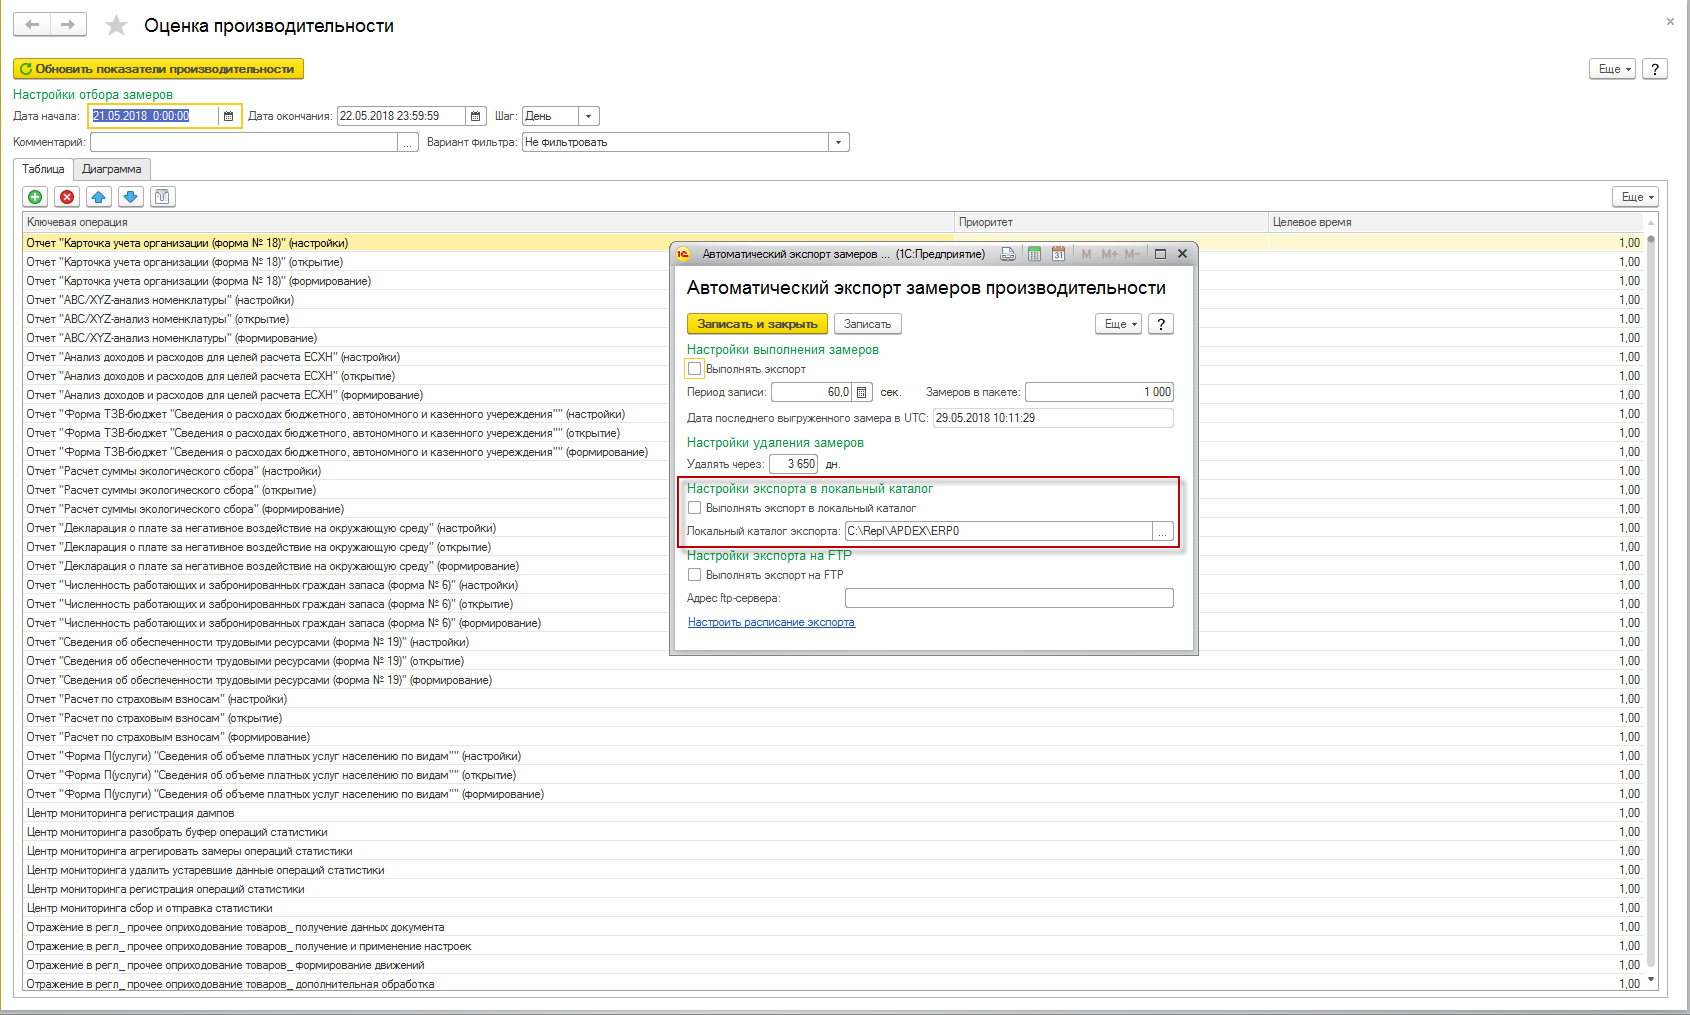 Оценка производительности
Обновить показатели производительности
Еще
?
Настройки отбора замеров
Дата начала: 21.05.2018 0:00:00 Дата окончания: 22.05.2018 23:59:59 Шаг: День
Комментарий: ... Вариант фильтра: Не фильтровать
Таблица Диаграмма
Еще
Ключевая операция Приоритет Целевое время
Отчет "Карточка учета организации (форма № 18)" (настройки) 1,00
Отчет "Карточка учета организации (форма № 18)" (открытие) 1,00
Отчет "Карточка учета организации (форма № 18)" (формирование) 1,00
Отчет "ABC/XYZ-анализ номенклатуры" (настройки) 1,00
Отчет "ABC/XYZ-анализ номенклатуры" (открытие) 1,00
Отчет "ABC/XYZ-анализ номенклатуры" (формирование) 1,00
Отчет "Анализ доходов и расходов для целей расчета ЕСХН" (настройки) 1,00
Отчет "Анализ доходов и расходов для целей расчета ЕСХН" (открытие) 1,00
Отчет "Анализ доходов и расходов для целей расчета ЕСХН" (формирование) 1,00
Отчет "Форма ТЗВ-бюджет "Сведения о расходах бюджетного, автономного и казенного учереждения"" (настройки) 1,00
Отчет "Форма ТЗВ-бюджет "Сведения о расходах бюджетного, автономного и казенного учереждения"" (открытие) 1,00
Отчет "Форма ТЗВ-бюджет "Сведения о расходах бюджетного, автономного и казенного учереждения"" (формирование) 1,00
Отчет "Расчет суммы экологического сбора" (настройки) 1,00
Отчет "Расчет суммы экологического сбора" (открытие) 1,00
Отчет "Расчет суммы экологического сбора" (формирование) 1,00
Отчет "Декларация о плате за негативное воздействие на окружающую среду" (настройки) 1,00
Отчет "Декларация о плате за негативное воздействие на окружающую среду" (открытие) 1,00
Отчет "Декларация о плате за негативное воздействие на окружающую среду" (формирование) 1,00
Отчет "Численность работающих и забронированных граждан запаса (форма № 6)" (настройки) 1,00
Отчет "Численность работающих и забронированных граждан запаса (форма № 6)" (открытие) 1,00
Отчет "Численность работающих и забронированных граждан запаса (форма № 6)" (формирование) 1,00
Отчет "Сведения об обеспеченности трудовыми ресурсами (форма № 19)" (настройки) 1,00
Отчет "Сведения об обеспеченности трудовыми ресурсами (форма № 19)" (открытие) 1,00
Отчет "Сведения об обеспеченности трудовыми ресурсами (форма № 19)" (формирование) 1,00
Отчет "Расчет по страховым взносам" (настройки) 1,00
Отчет "Расчет по страховым взносам" (открытие) 1,00
Отчет "Расчет по страховым взносам" (формирование) 1,00
Отчет "Форма П(услуги) "Сведения об объеме платных услуг населению по видам"" (настройки) 1,00
Отчет "Форма П(услуги) "Сведения об объеме платных услуг населению по видам"" (открытие) 1,00
Отчет "Форма П(услуги) "Сведения об объеме платных услуг населению по видам"" (формирование) 1,00
Центр мониторинга регистрация дампов 1,00
Центр мониторинга разобрать буфер операций статистики 1,00
Центр мониторинга агрегировать замеры операций статистики 1,00
Центр мониторинга удалить устаревшие данные операций статистики 1,00
Центр мониторинга регистрация операций статистики 1,00
Центр мониторинга сбор и отправка статистики 1,00
Отражение в регл_ прочее оприходование товаров_ получение данных документа 1,00
Отражение в регл_ прочее оприходование товаров_ получение и применение настроек 1,00
Отражение в регл_ прочее оприходование товаров_ формирование движений 1,00
Отражение в регл_ прочее оприходование товаров_ дополнительная обработка 1,00
1С Автоматический экспорт замеров ... (1С:Предприятие) 31 M M+ M-
Автоматический экспорт замеров производительности
Записать и закрыть Записать Еще ?
Настройки выполнения замеров
Выполнять экспорт
Период записи: 60,0 сек. Замеров в пакете: 1 000
Дата последнего выгруженного замера в UTC: 29.05.2018 10:11:29
Настройки удаления замеров
Удалять через: 3 650 дн.
Настройки экспорта в локальный каталог
Выполнять экспорт в локальный каталог
Локальный каталог экспорта: C:\Repl\APDEX\ERP0 ...
Настройки экспорта на FTP
Выполнять экспорт на FTP
Адрес ftp-сервера:
Настроить расписание экспорта